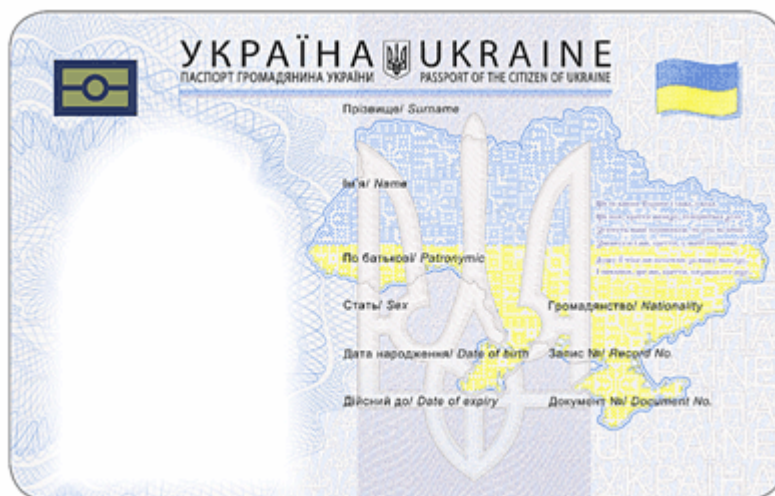 УКРАЇНА UKRAINE
ПАСПОРТ ГРОМАДЯНИНА УКРАЇНИ PASSPORT OF THE CITIZEN OF UKRAINE
Прізвище/ Surname
Ім'я/ Name
По батькові/ Patronymic
Стать/ Sex Громадянство/ Nationality
Дата народження/ Date of birth Запис №/ Record No.
Дійсний до/ Date of expiry Документ №/ Document No.